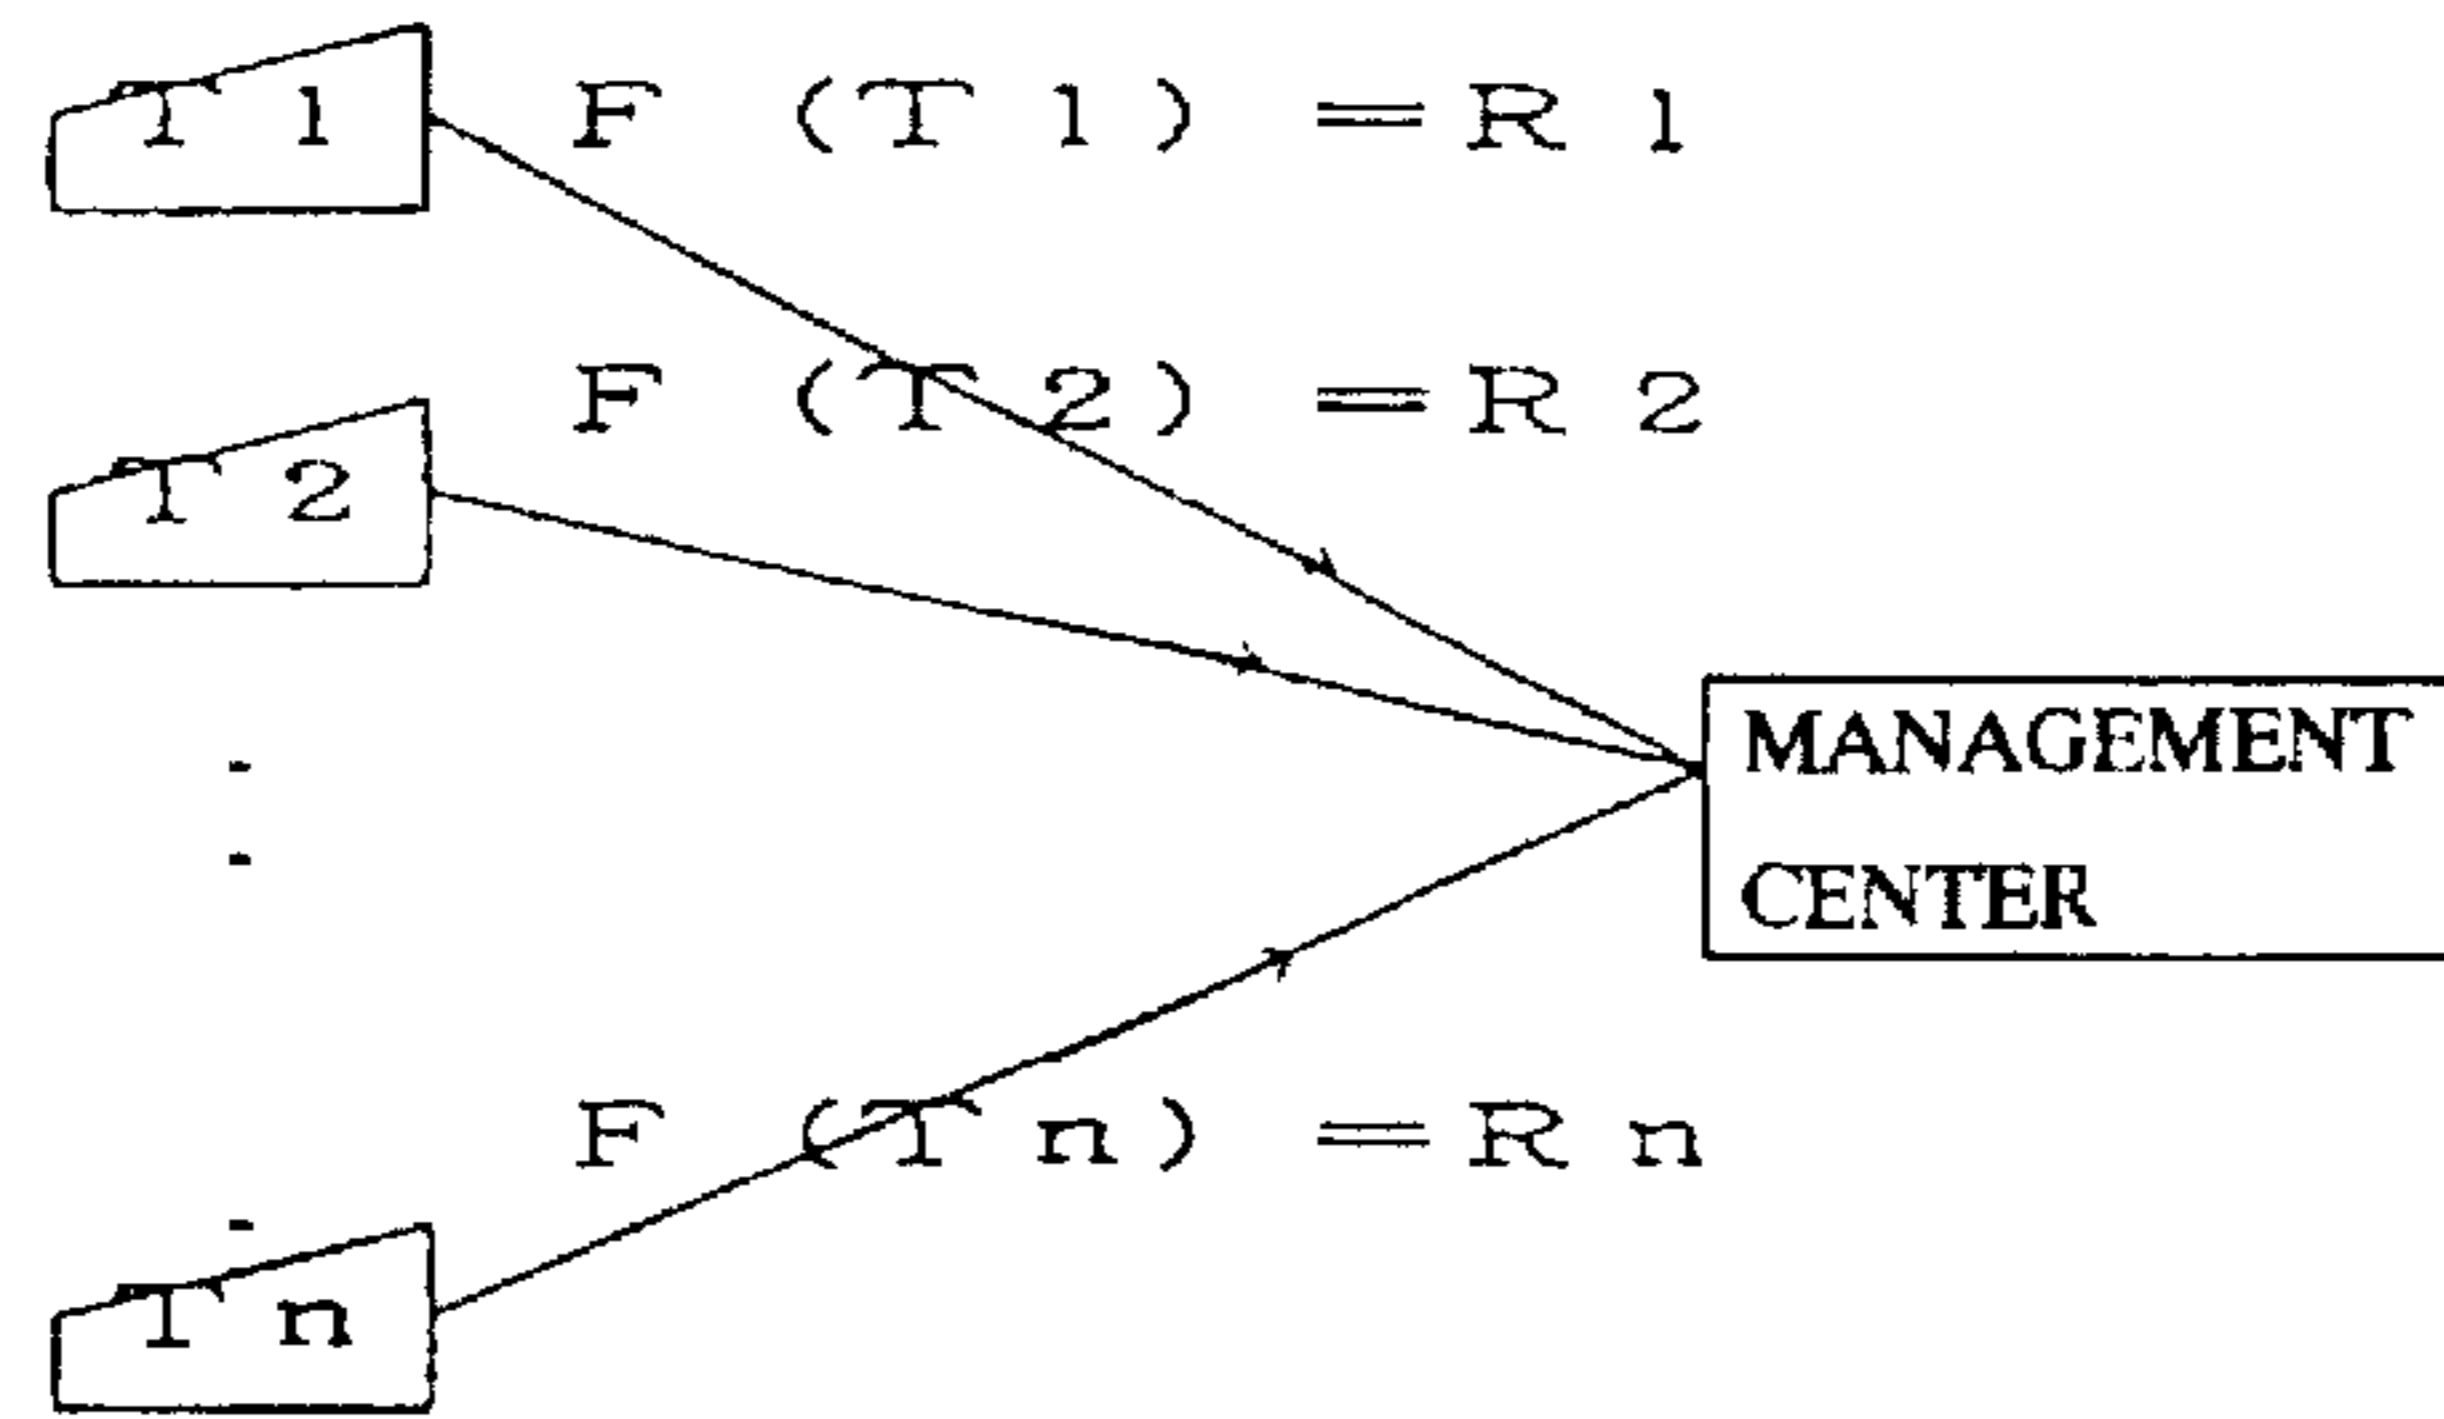 T 1
F (T 1) =R 1
F (T 2) =R 2
T 2
MANAGEMENT
CENTER
F (T n) =R n
T n